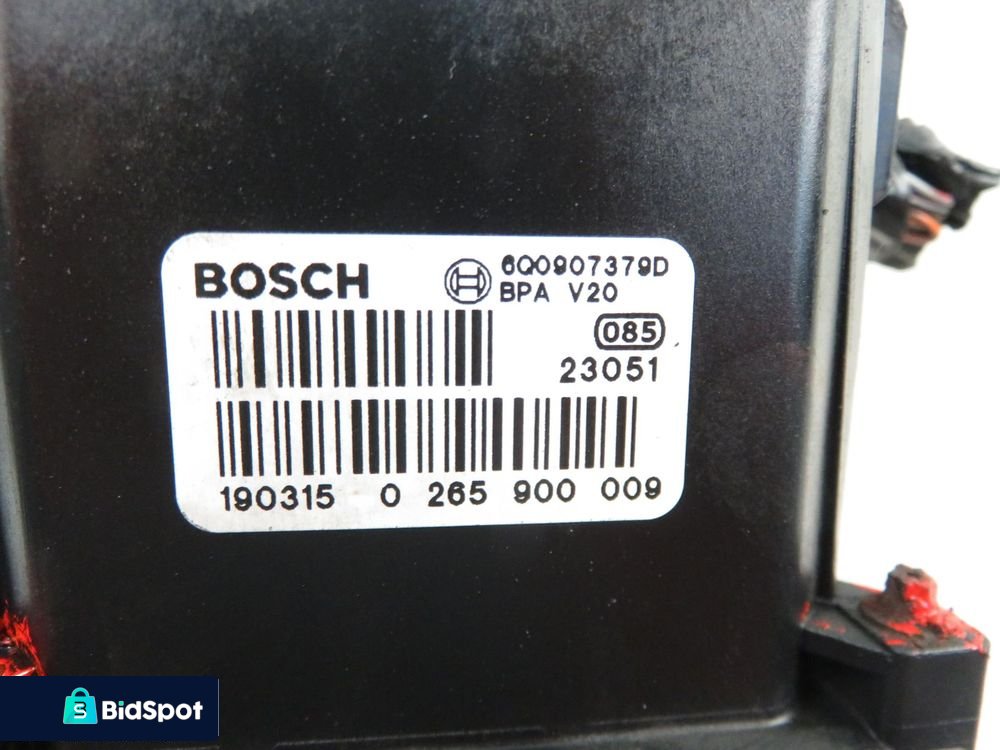 BOSCH
6Q0907379D
BPA V20
085
23051
190315 0 265 900 009
BidSpot